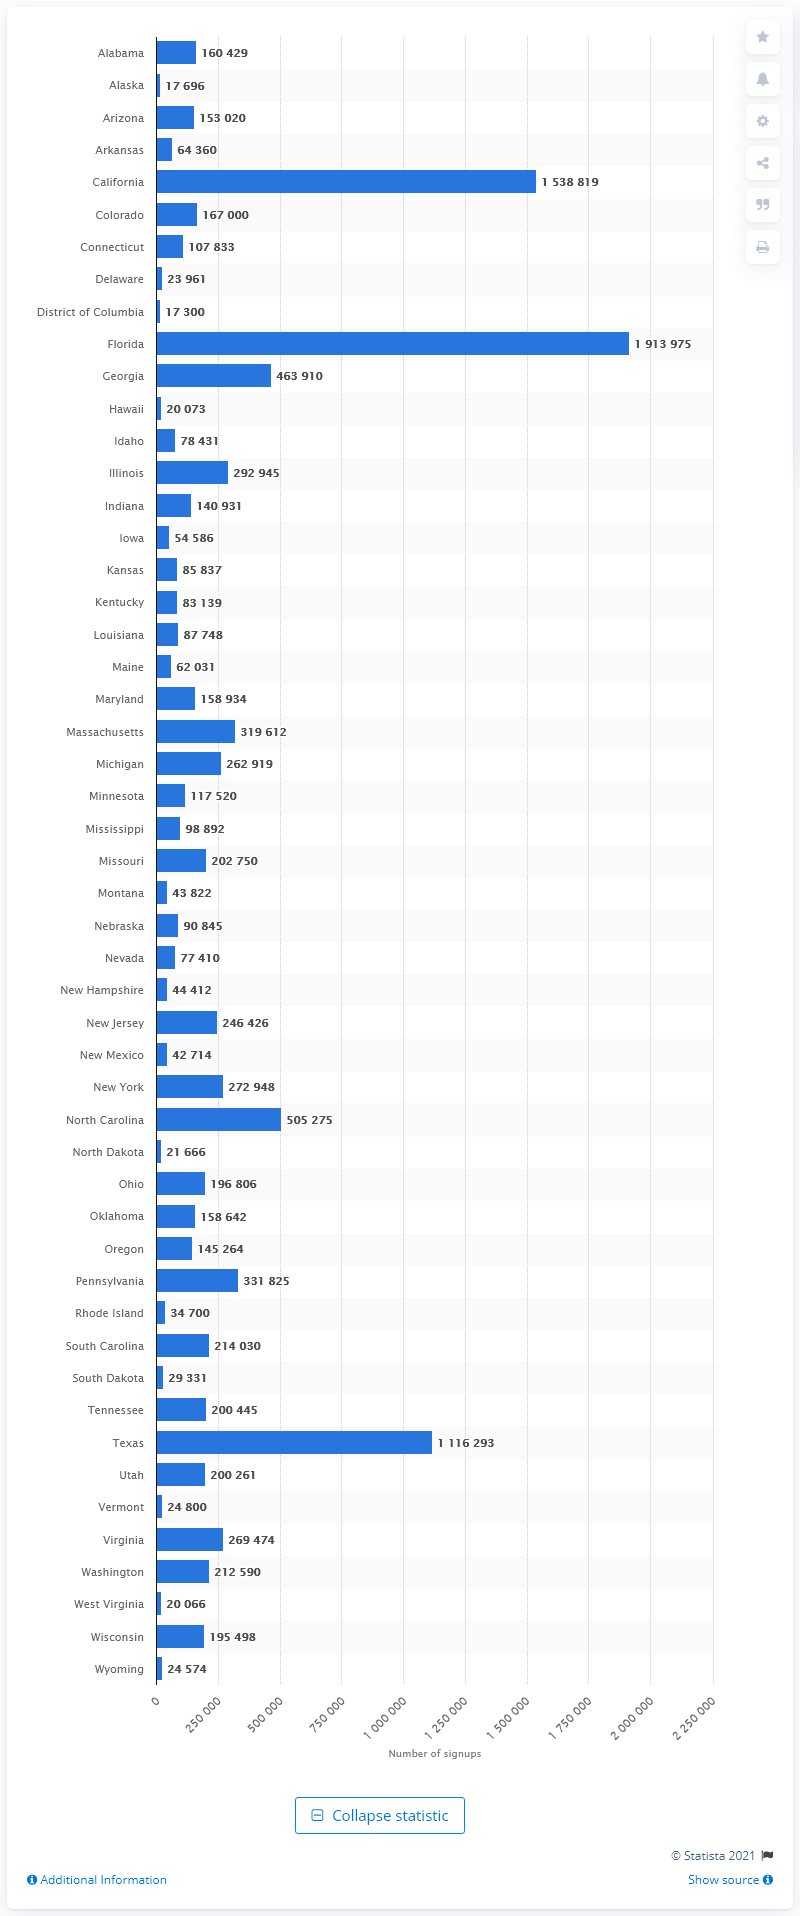 Alabama 160 429
Alaska 17 696
Arizona 153 020
Arkansas 64 360
California 1 538 819
Colorado 167 000
Connecticut 107 833
Delaware 23 961
District of Columbia 17 300
Florida 1 913 975
Georgia 463 910
Hawaii 20 073
Idaho 78 431
Illinois 292 945
Indiana 140 931
Iowa 54 586
Kansas 85 837
Kentucky 83 139
Louisiana 87 748
Maine 62 031
Maryland 158 934
Massachusetts 319 612
Michigan 262 919
Minnesota 117 520
Mississippi 98 892
Missouri 202 750
Montana 43 822
Nebraska 90 845
Nevada 77 410
New Hampshire 44 412
New Jersey 246 426
New Mexico 42 714
New York 272 948
North Carolina 505 275
North Dakota 21 666
Ohio 196 806
Oklahoma 158 642
Oregon 145 264
Pennsylvania 331 825
Rhode Island 34 700
South Carolina 214 030
South Dakota 29 331
Tennessee 200 445
Texas 1 116 293
Utah 200 261
Vermont 24 800
Virginia 269 474
Washington 212 590
West Virginia 20 066
Wisconsin 195 498
Wyoming 24 574
0 250 000 500 000 750 000 1 000 000 1 250 000 1 500 000 1 750 000 2 000 000 2 250 000
Number of signups
Collapse statistic
© Statista 2021
Additional Information Show source